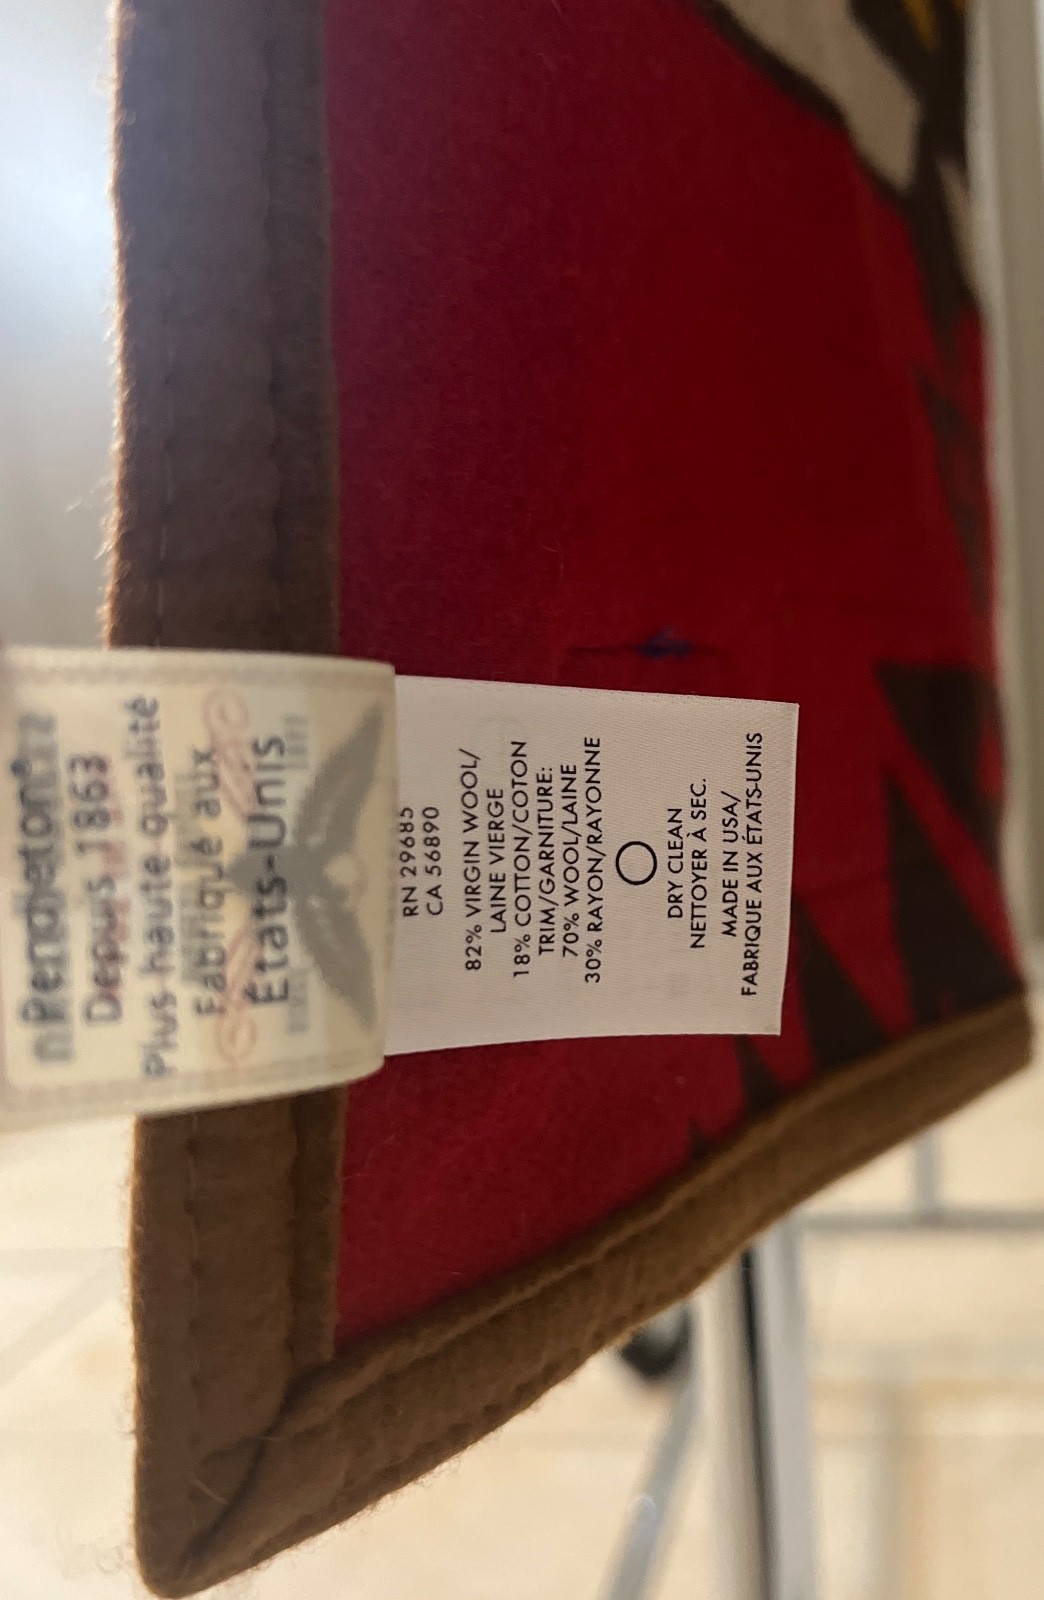 Pendleton®
Depuis 1863
Plus haute qualité
Fabriqué aux
États-Unis
RN 29685
CA 56890
82% VIRGIN WOOL/
LAINE VIERGE
18% COTTON/COTON
TRIM/GARNITURE:
70% WOOL/LAINE
30% RAYON/RAYONNE
DRY CLEAN
NETTOYER À SEC.
MADE IN USA/
FABRIQUE AUX ÉTATS-UNIS